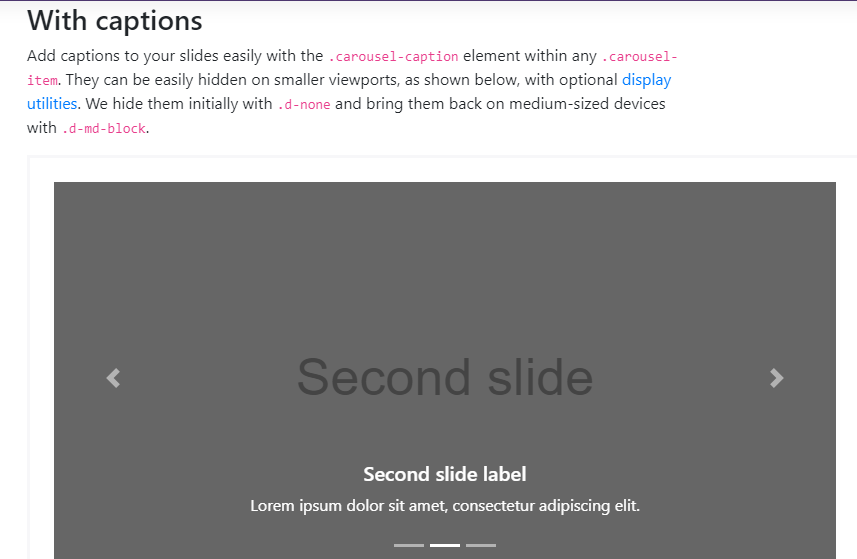 With captions
Add captions to your slides easily with the .carousel-caption element within any .carousel-
item. They can be easily hidden on smaller viewports, as shown below, with optional display
utilities. We hide them initially with .d-none and bring them back on medium-sized devices
with .d-md-block.
Second slide
Second slide label
Lorem ipsum dolor sit amet, consectetur adipiscing elit.